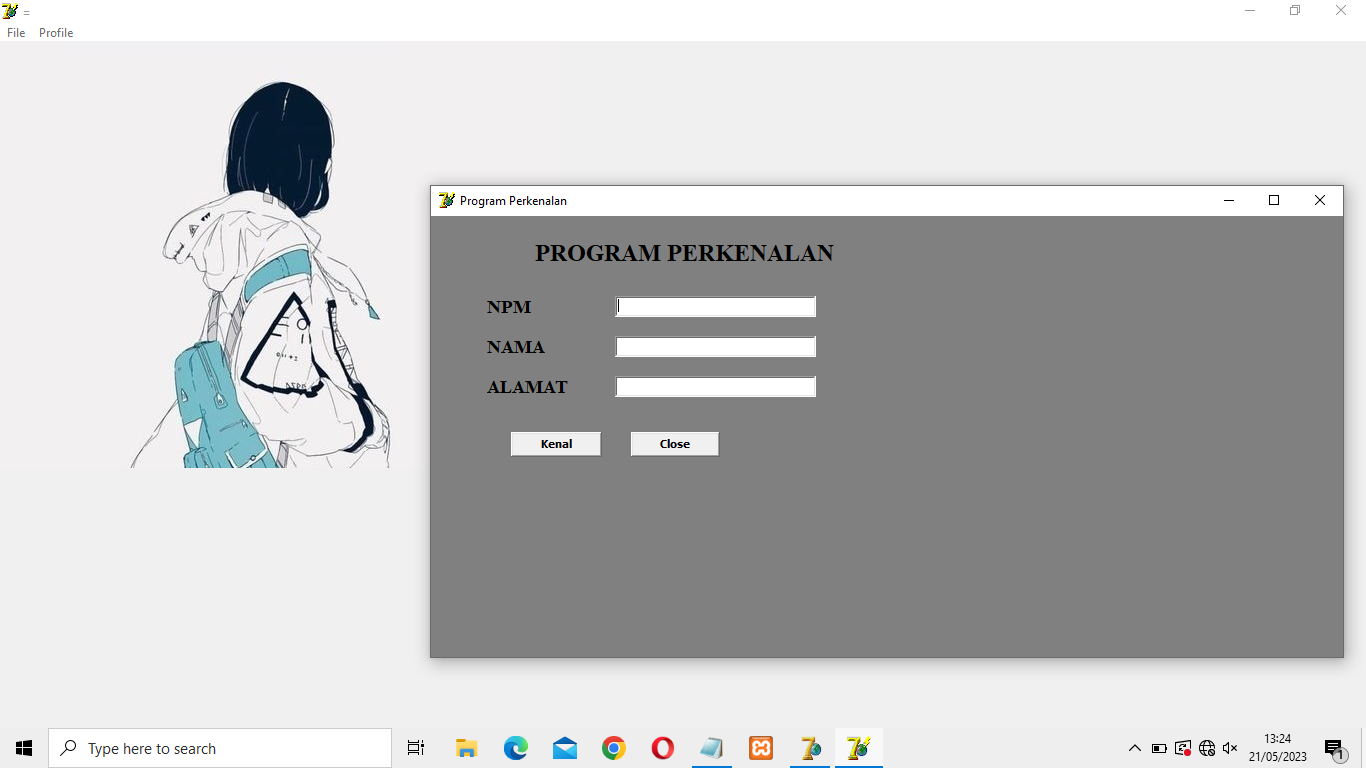 =
File Profile
Program Perkenalan
PROGRAM PERKENALAN
NPM
NAMA
ALAMAT
Kenal Close
Type here to search
13:24
21/05/2023
1